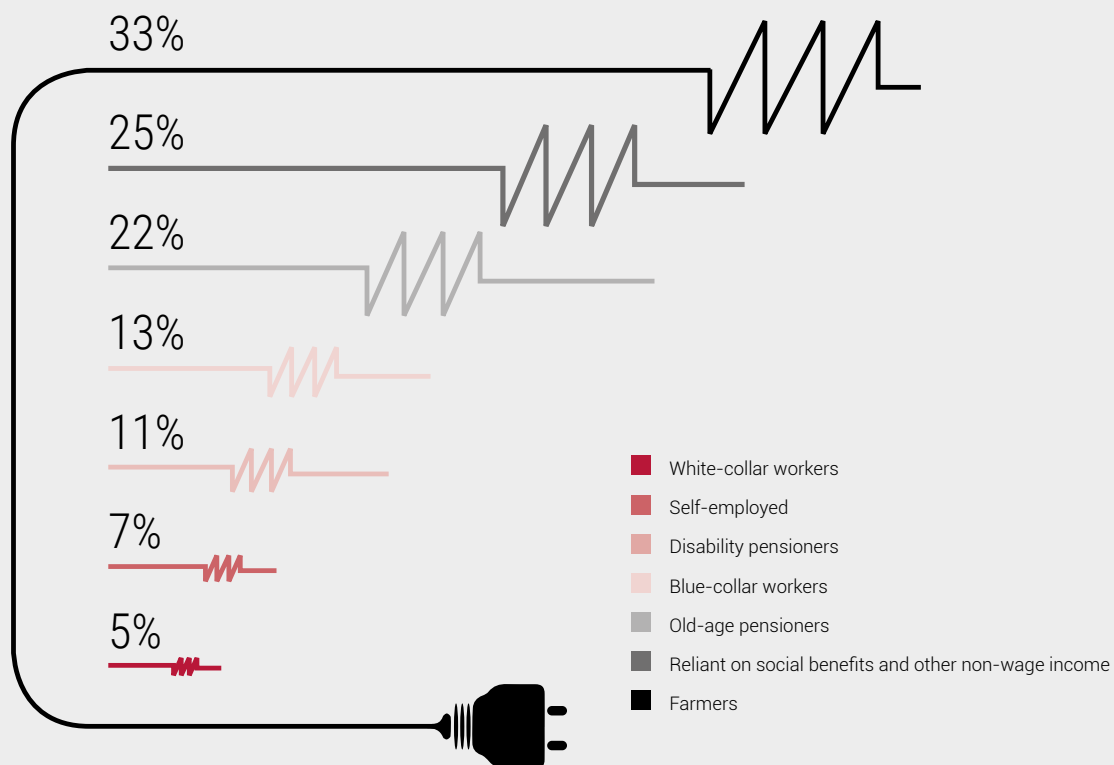 33%
25%
22%
13%
11%
7%
5%
White-collar workers
Self-employed
Disability pensioners
Blue-collar workers
Old-age pensioners
Reliant on social benefits and other non-wage income
Farmers